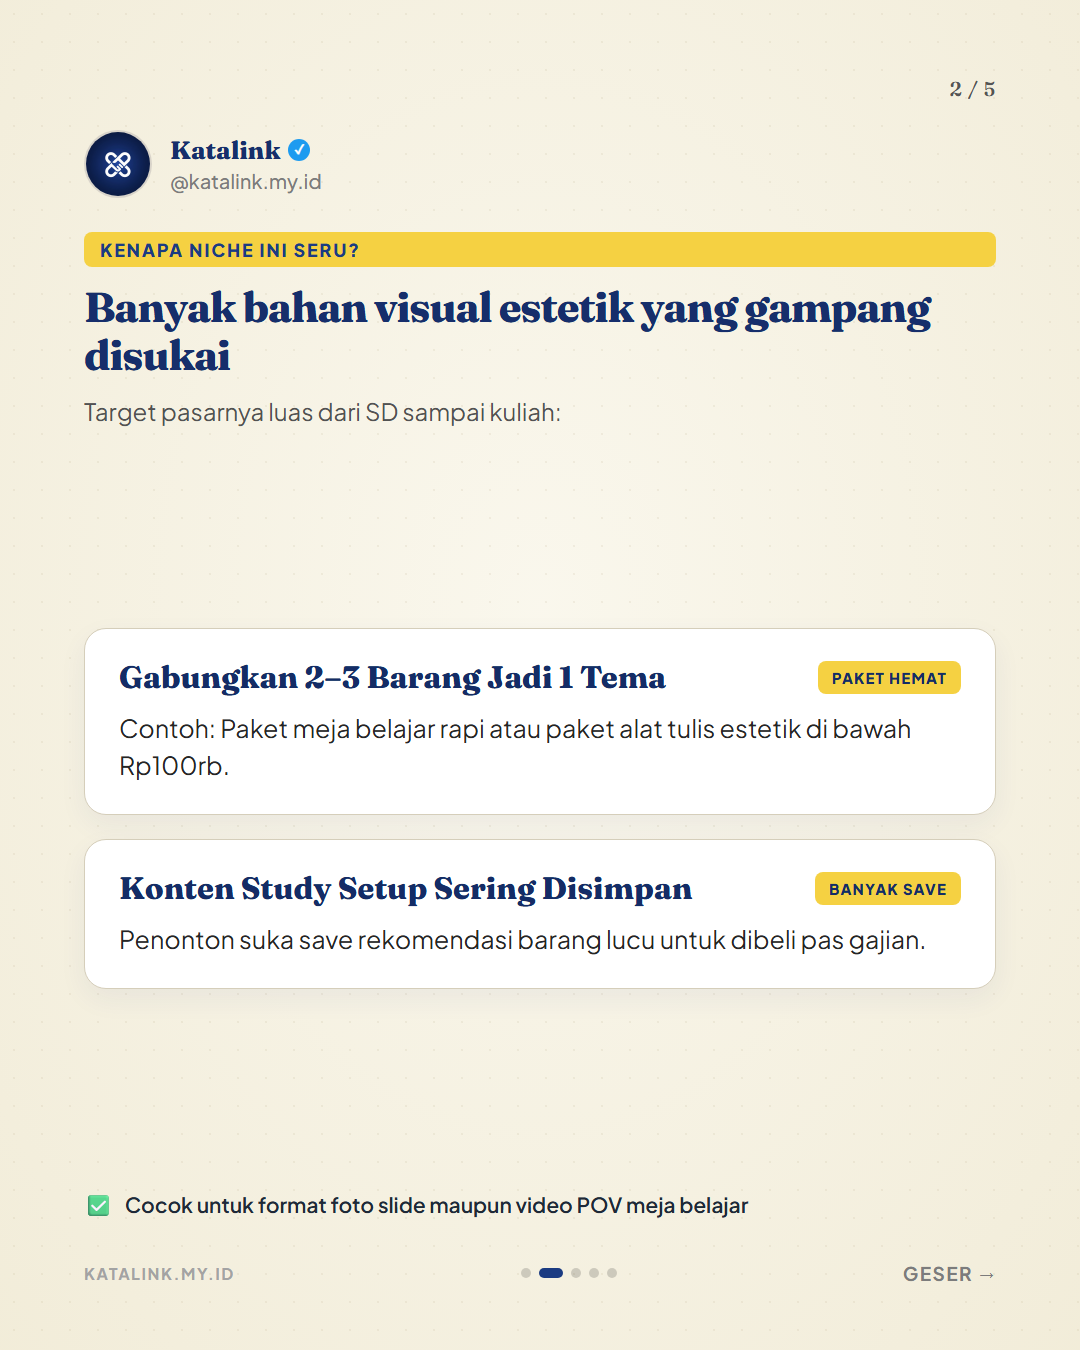 2 / 5
Katalink
@katalink.my.id
KENAPA NICHE INI SERU?
Banyak bahan visual estetik yang gampang
disukai
Target pasarnya luas dari SD sampai kuliah:
Gabungkan 2–3 Barang Jadi 1 Tema
PAKET HEMAT
Contoh: Paket meja belajar rapi atau paket alat tulis estetik di bawah
Rp100rb.
Konten Study Setup Sering Disimpan
BANYAK SAVE
Penonton suka save rekomendasi barang lucu untuk dibeli pas gajian.
✅ Cocok untuk format foto slide maupun video POV meja belajar
KATALINK.MY.ID
GESER →